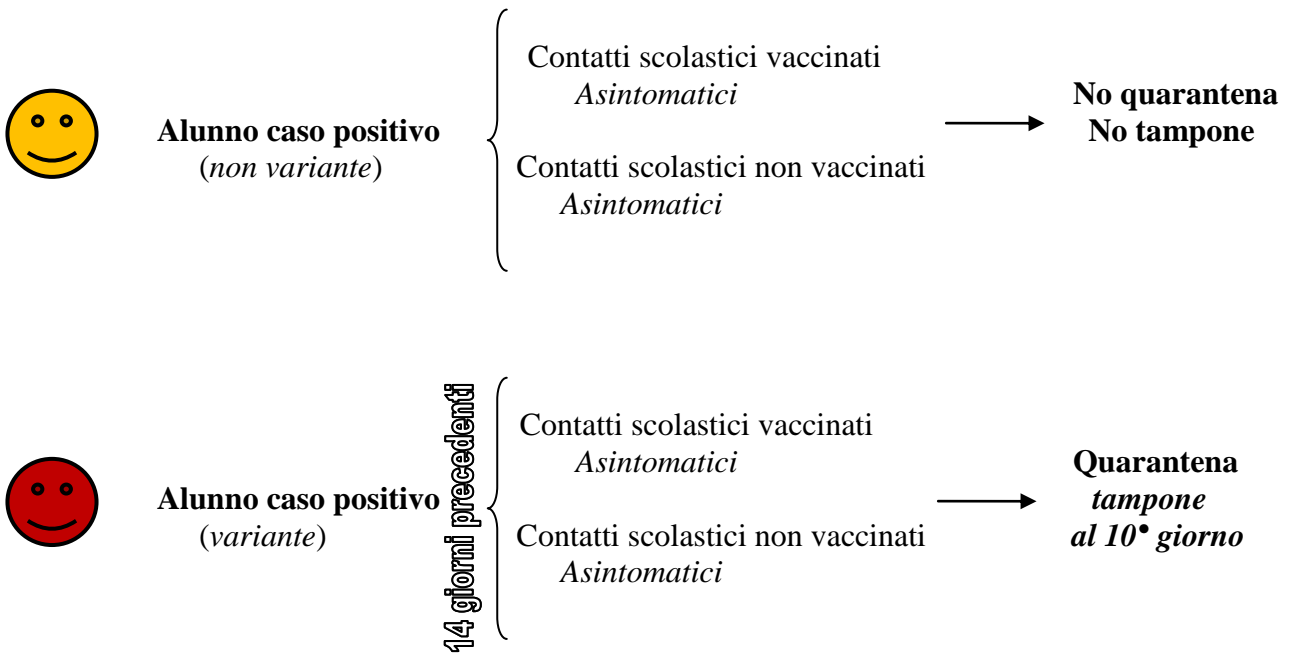 Contatti scolastici vaccinati
Asintomatici
Alunno caso positivo
(non variante)
Contatti scolastici non vaccinati
Asintomatici
No quarantena
No tampone
Alunno caso positivo
(variante)
14 giorni precedenti
Contatti scolastici vaccinati
Asintomatici
Contatti scolastici non vaccinati
Asintomatici
Quarantena
tampone
al 10• giorno